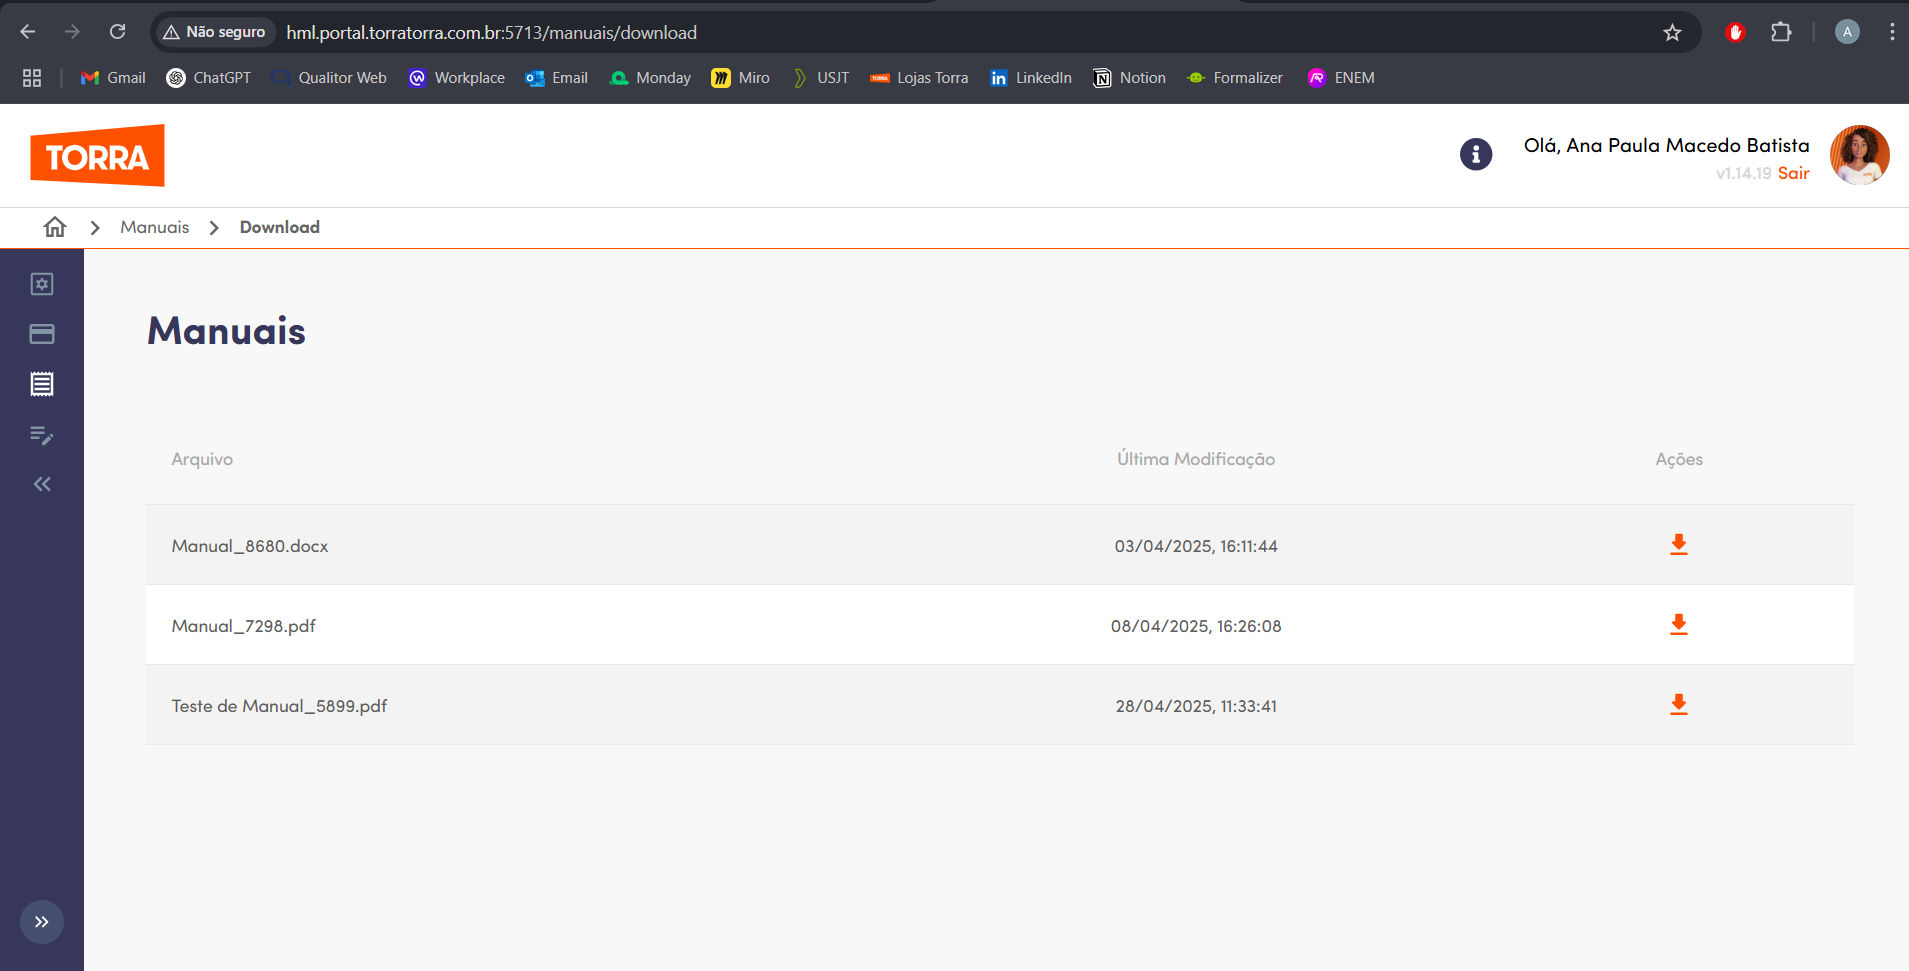 Não seguro hml.portal.torratorra.com.br:5713/manuais/download A
Gmail ChatGPT Qualitor Web Workplace Email Monday Miro USJT Lojas Torra LinkedIn Notion Formalizer ENEM
TORRA
Olá, Ana Paula Macedo Batista
v1.14.19 Sair
Manuais Download
Manuais
Arquivo Última Modificação Ações
Manual_8680.docx 03/04/2025, 16:11:44
Manual_7298.pdf 08/04/2025, 16:26:08
Teste de Manual_5899.pdf 28/04/2025, 11:33:41